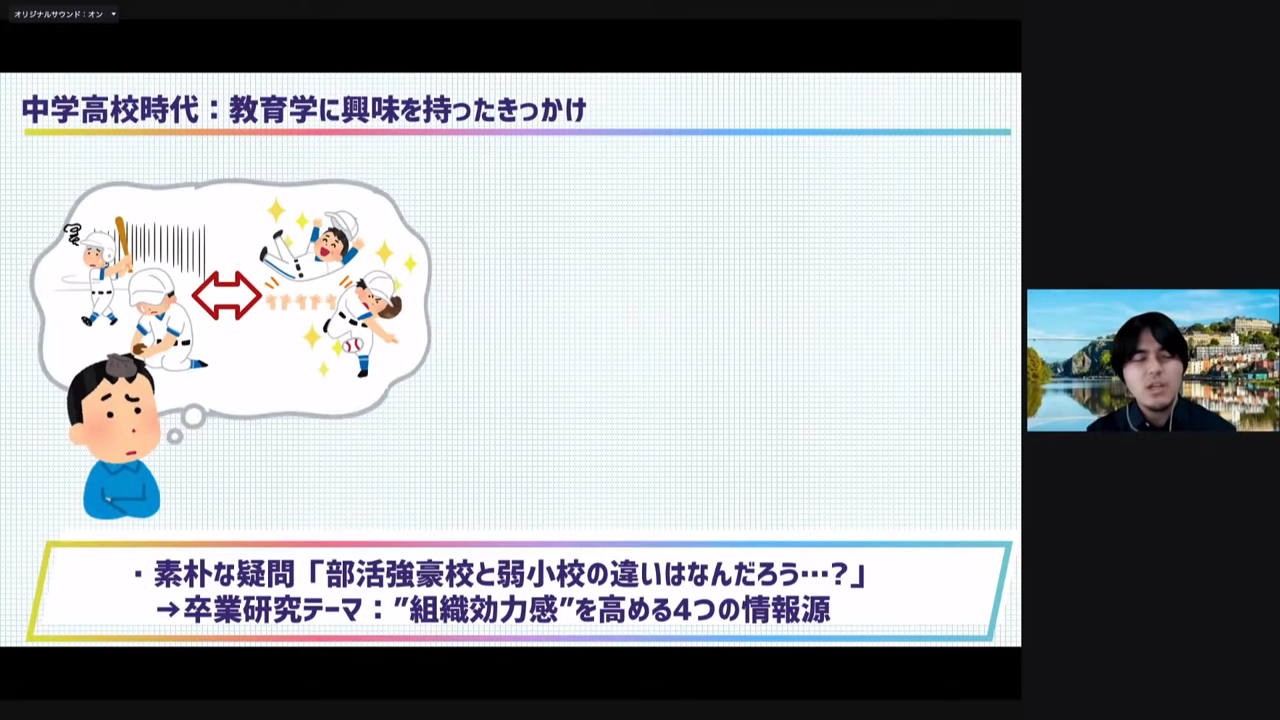 オリジナルサウンド：オン
中学高校時代：教育学に興味を持ったきっかけ
・素朴な疑問「部活強豪校と弱小校の違いはなんだろう…？」
→卒業研究テーマ：”組織効力感”を高める4つの情報源